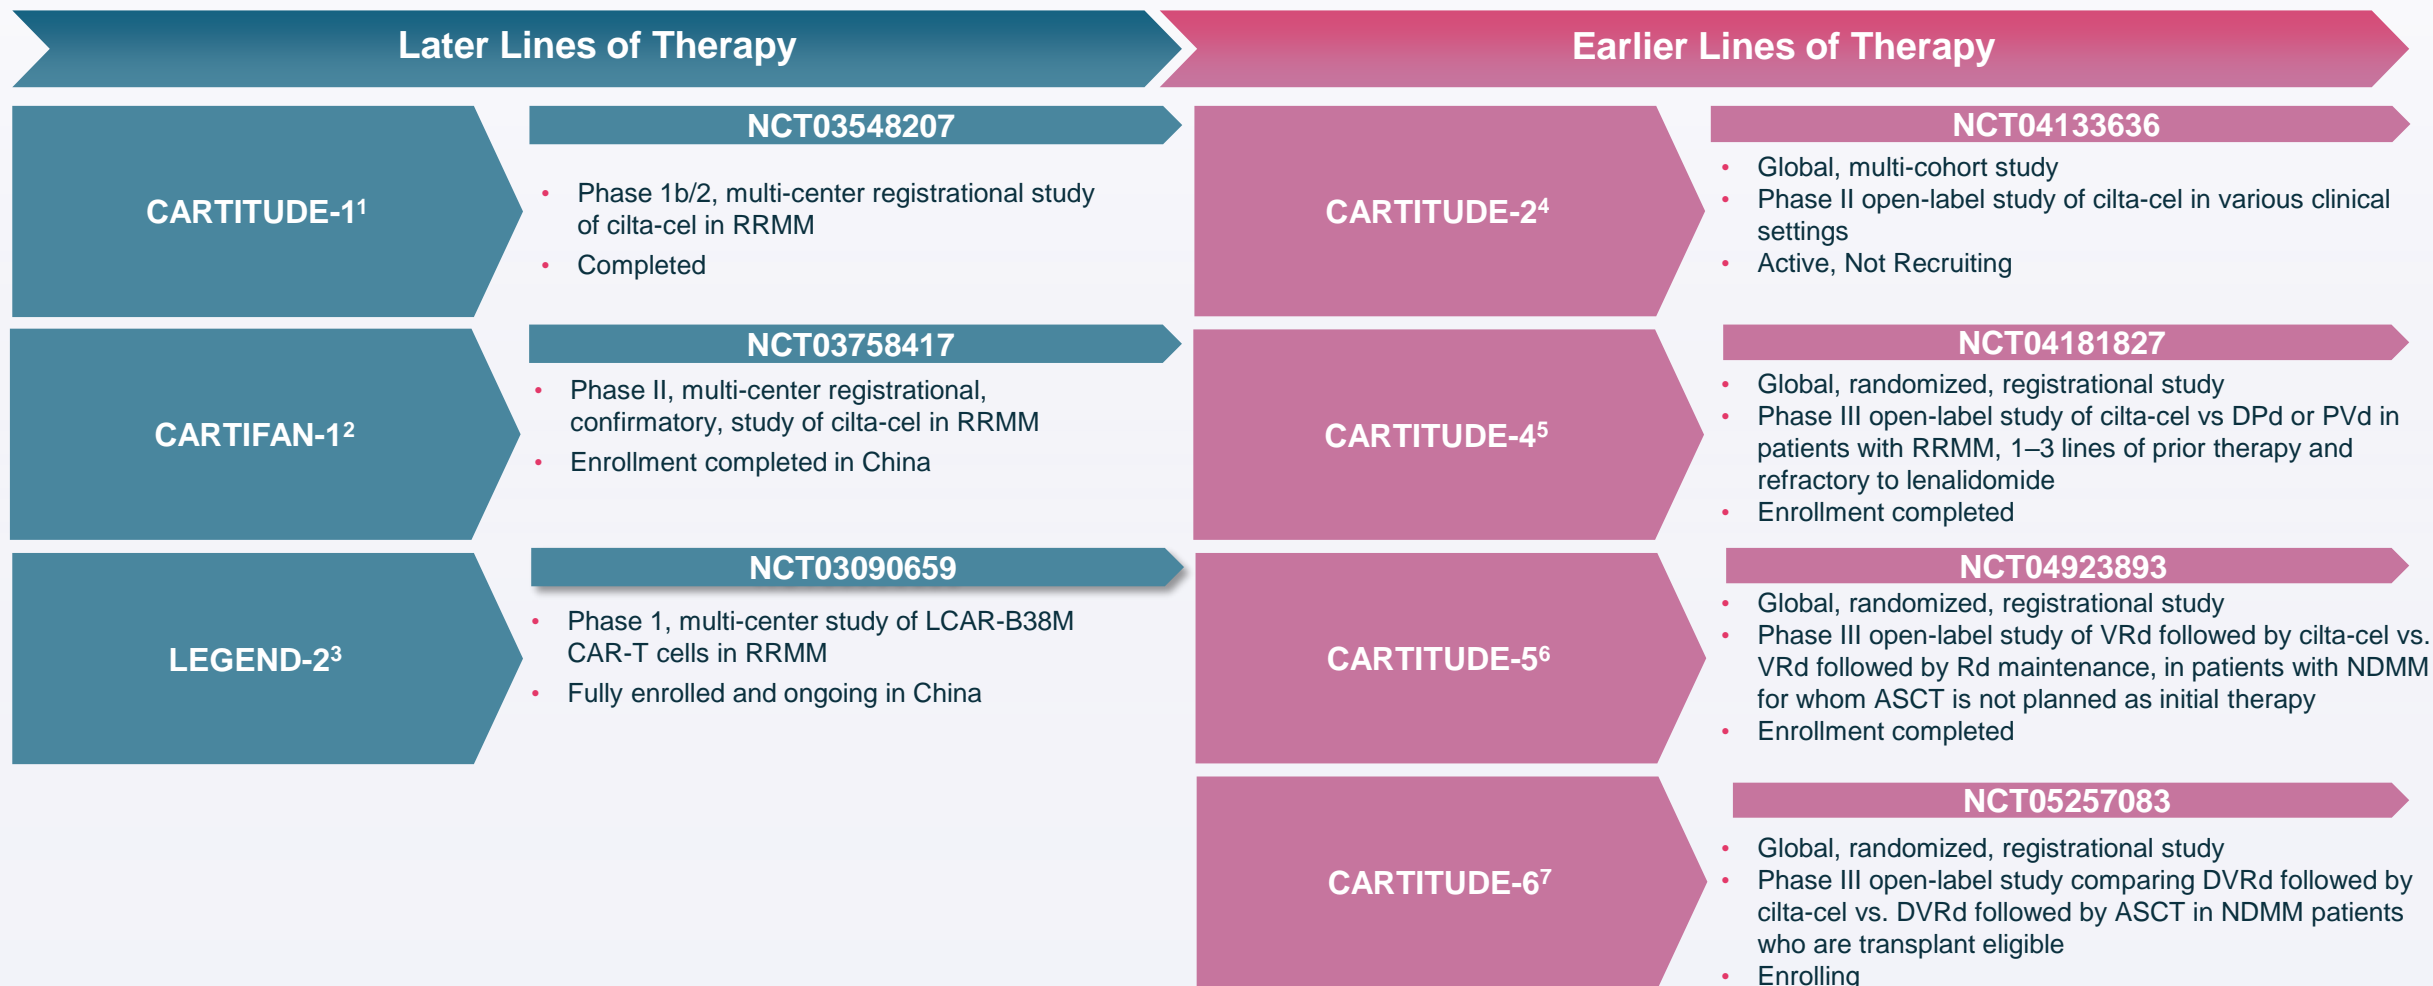 Later Lines of Therapy
Earlier Lines of Therapy
CARTITUDE-1¹
NCT03548207
• Phase 1b/2, multi-center registrational study
of cilta-cel in RRMM
• Completed
CARTIFAN-1²
NCT03758417
• Phase II, multi-center registrational,
confirmatory, study of cilta-cel in RRMM
• Enrollment completed in China
LEGEND-2³
NCT03090659
• Phase 1, multi-center study of LCAR-B38M
CAR-T cells in RRMM
• Fully enrolled and ongoing in China
CARTITUDE-2⁴
NCT04133636
• Global, multi-cohort study
• Phase II open-label study of cilta-cel in various clinical
settings
• Active, Not Recruiting
CARTITUDE-4⁵
NCT04181827
• Global, randomized, registrational study
• Phase III open-label study of cilta-cel vs DPd or PVd in
patients with RRMM, 1–3 lines of prior therapy and
refractory to lenalidomide
• Enrollment completed
CARTITUDE-5⁶
NCT04923893
• Global, randomized, registrational study
• Phase III open-label study of VRd followed by cilta-cel vs.
VRd followed by Rd maintenance, in patients with NDMM
for whom ASCT is not planned as initial therapy
• Enrollment completed
CARTITUDE-6⁷
NCT05257083
• Global, randomized, registrational study
• Phase III open-label study comparing DVRd followed by
cilta-cel vs. DVRd followed by ASCT in NDMM patients
who are transplant eligible
• Enrolling